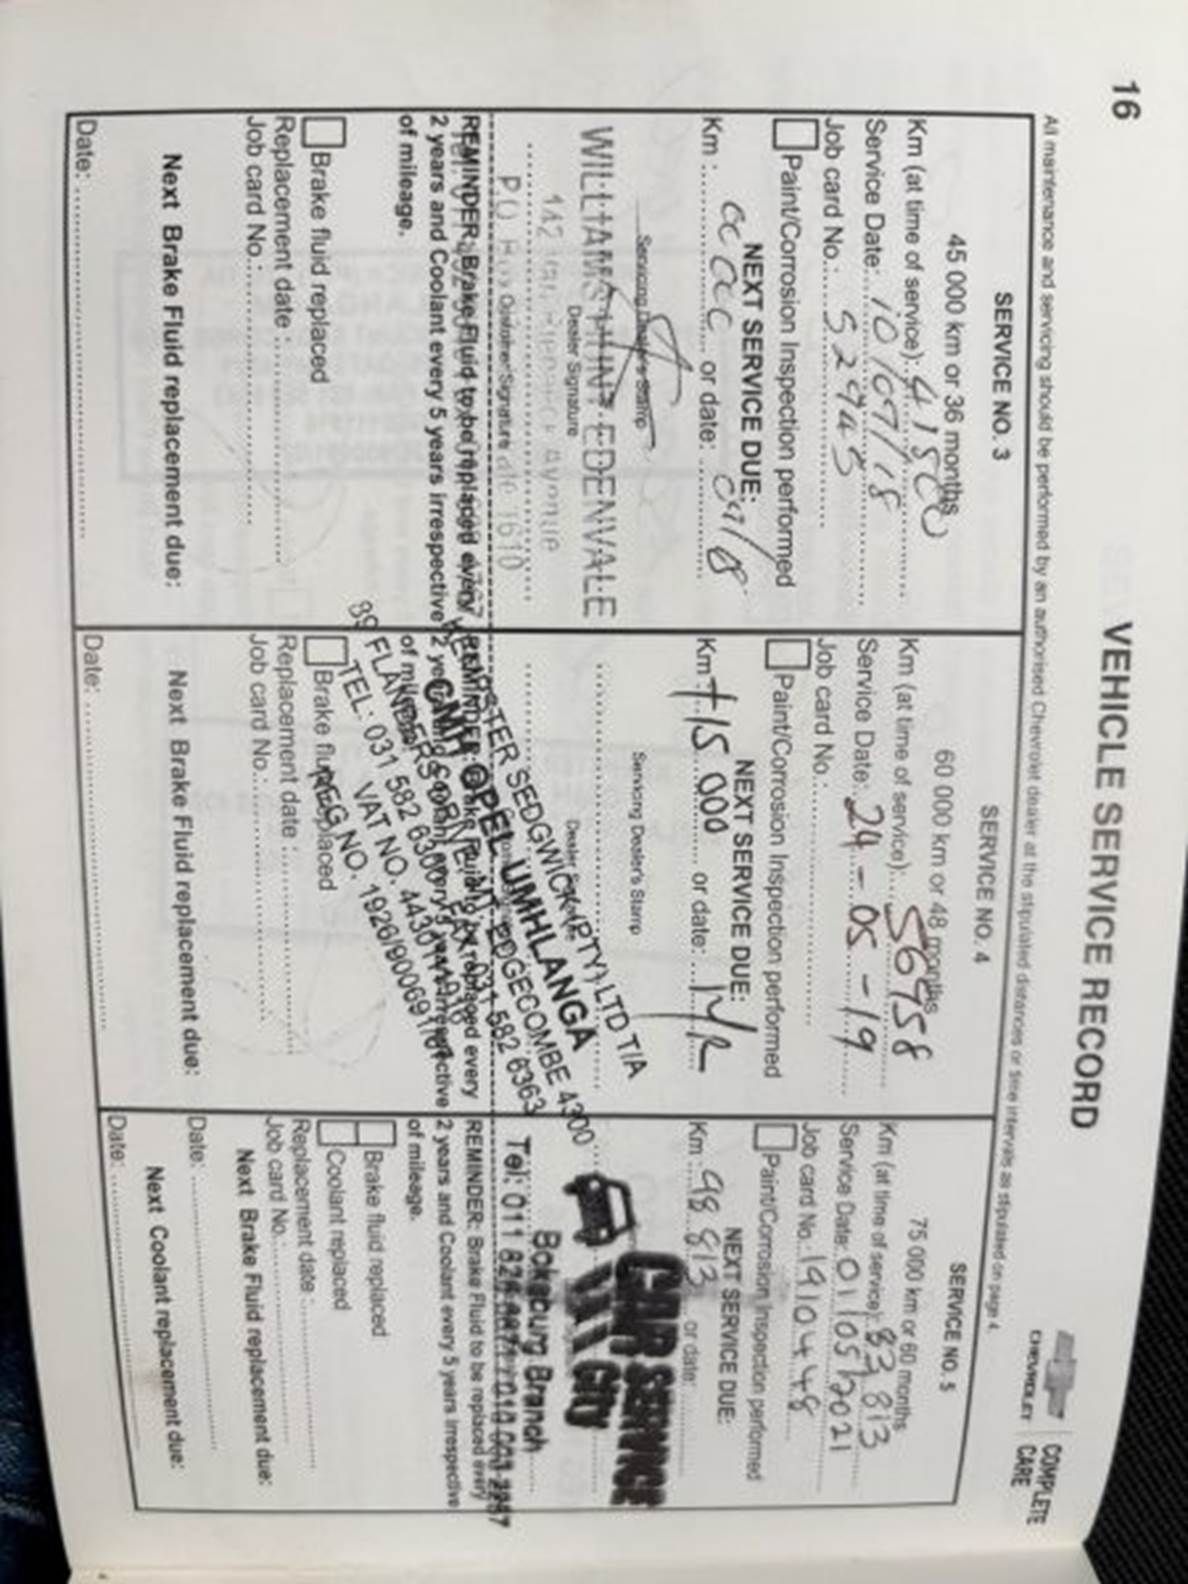 16
VEHICLE SERVICE RECORD
CHEVROLET
COMPLETE
CARE
All maintenance and servicing should be performed by an authorised Chevrolet dealer at the stipulated distances or time intervals as stipulated on page 4.
SERVICE NO. 3
45 000 km or 36 months
Km (at time of service):
Service Date: 10/09/18
Job card No.: 52945
Paint/Corrosion Inspection performed
NEXT SERVICE DUE:
Km : or date:
Servicing Dealer's Stamp
WILLIAMS HUNT EDENVALE
Dealer Signature
REMINDER: Brake Fluid to be replaced every
2 years and Coolant every 5 years irrespective
of mileage.
Brake fluid replaced
Replacement date :
Job card No.:
Next Brake Fluid replacement due:
Date:
SERVICE NO. 4
60 000 km or 48 months
Km (at time of service): 56958
Service Date: 24-05-19
Job card No.:
Paint/Corrosion Inspection performed
NEXT SERVICE DUE:
Km: +15 000 or date: 1YR
Servicing Dealer's Stamp
SEDGWICK (PTY) LTD T/A
CMH OPEL UMHLANGA
89 FLANDERS DRIVE, MT. EDGECOMBE 4300
TEL: 031 582 6300 FAX: 031 582 6363
VAT NO.
REG NO. 1926/900691/07
of mileage.
Brake fluid replaced
Replacement date :
Job card No.:
Next Brake Fluid replacement due:
Date:
SERVICE NO. 5
75 000 km or 60 months
Km (at time of service): 83 813
Service Date: 01/05/2021
Job card No.: 1910448
Paint/Corrosion Inspection performed
NEXT SERVICE DUE:
Km : 98 813 or date:
CAR SERVICE
CITY
Boksburg Branch
Tel: 011
REMINDER: Brake Fluid to be replaced every
2 years and Coolant every 5 years irrespective
of mileage.
Brake fluid replaced
Coolant replaced
Replacement date :
Job card No.:
Next Brake Fluid replacement due:
Date:
Next Coolant replacement due:
Date: